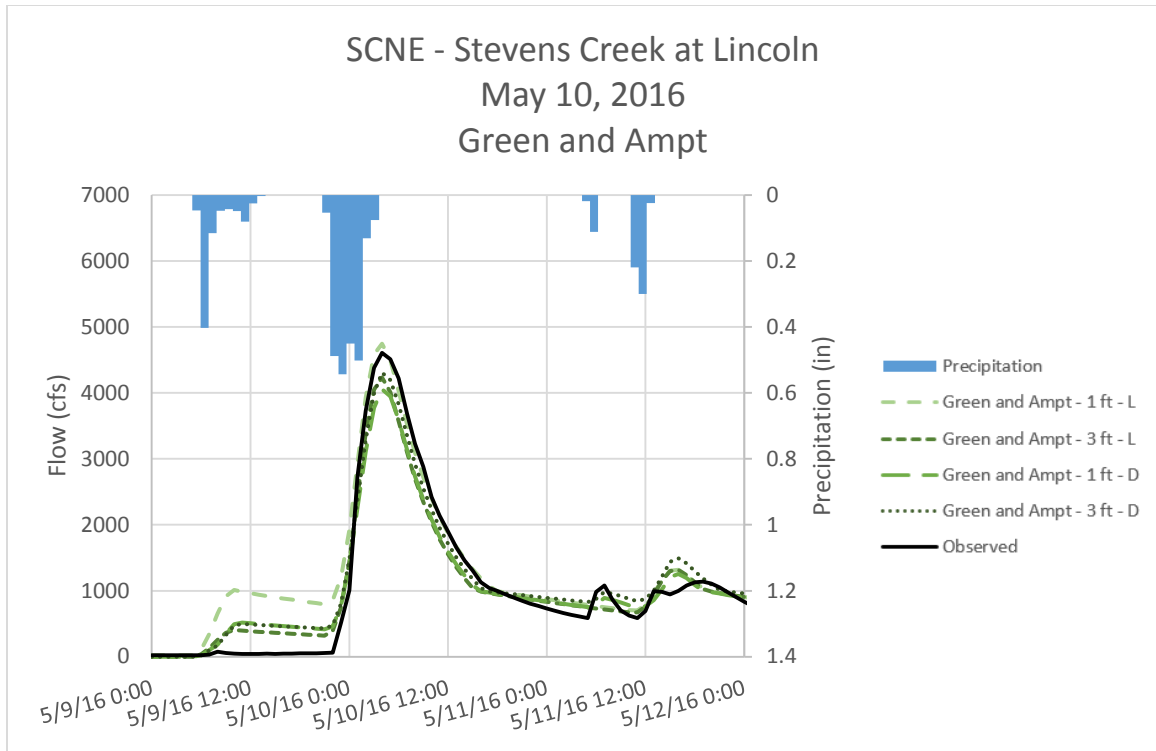 SCNE - Stevens Creek at Lincoln
May 10, 2016
Green and Ampt
7000
6000
5000
4000
3000
2000
1000
0
Flow (cfs)
0
0.2
0.4
0.6
0.8
1
1.2
1.4
Precipitation (in)
5/9/16 0:00
5/9/16 12:00
5/10/16 0:00
5/10/16 12:00
5/11/16 0:00
5/11/16 12:00
5/12/16 0:00
Precipitation
Green and Ampt - 1 ft - L
Green and Ampt - 3 ft - L
Green and Ampt - 1 ft - D
Green and Ampt - 3 ft - D
Observed